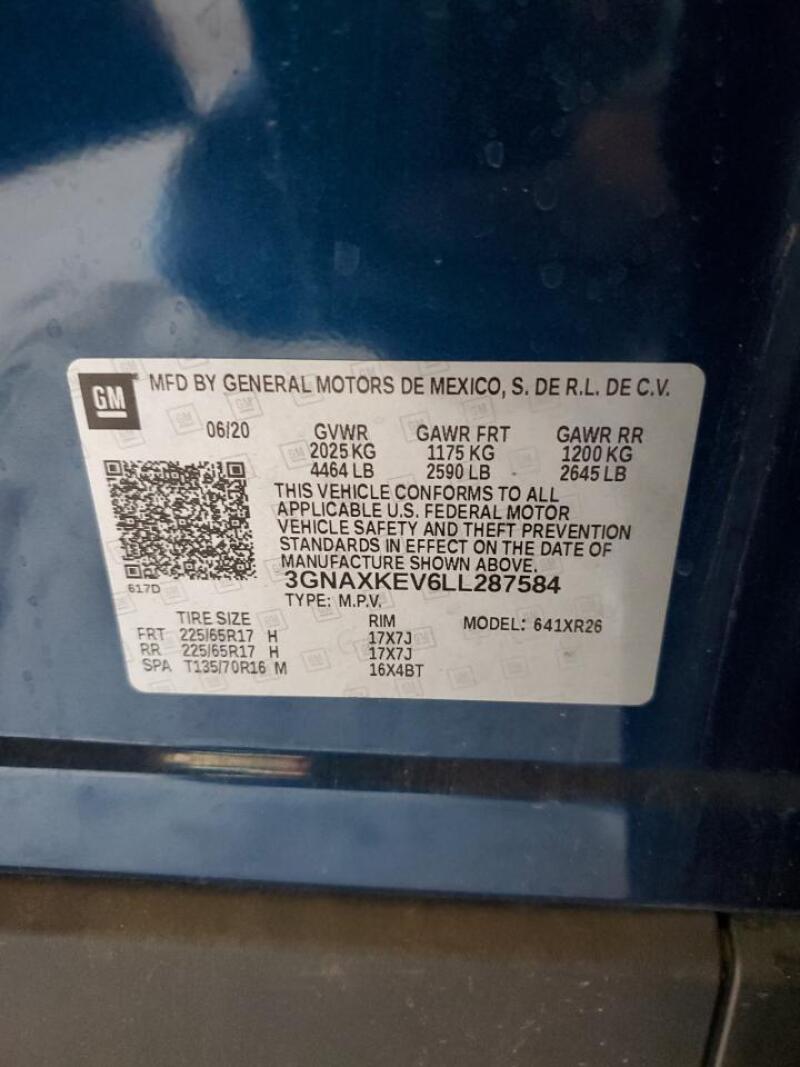 GM MFD BY GENERAL MOTORS DE MEXICO, S. DE R.L. DE C.V.
06/20 GVWR GAWR FRT GAWR RR
2025 KG 1175 KG 1200 KG
4464 LB 2590 LB 2645 LB
THIS VEHICLE CONFORMS TO ALL
APPLICABLE U.S. FEDERAL MOTOR
VEHICLE SAFETY AND THEFT PREVENTION
STANDARDS IN EFFECT ON THE DATE OF
MANUFACTURE SHOWN ABOVE.
617D 3GNAXKEV6LL287584
TYPE: M.P.V.
TIRE SIZE RIM MODEL: 641XR26
FRT 225/65R17 H 17X7J
RR 225/65R17 H 17X7J
SPA T135/70R16 M 16X4BT